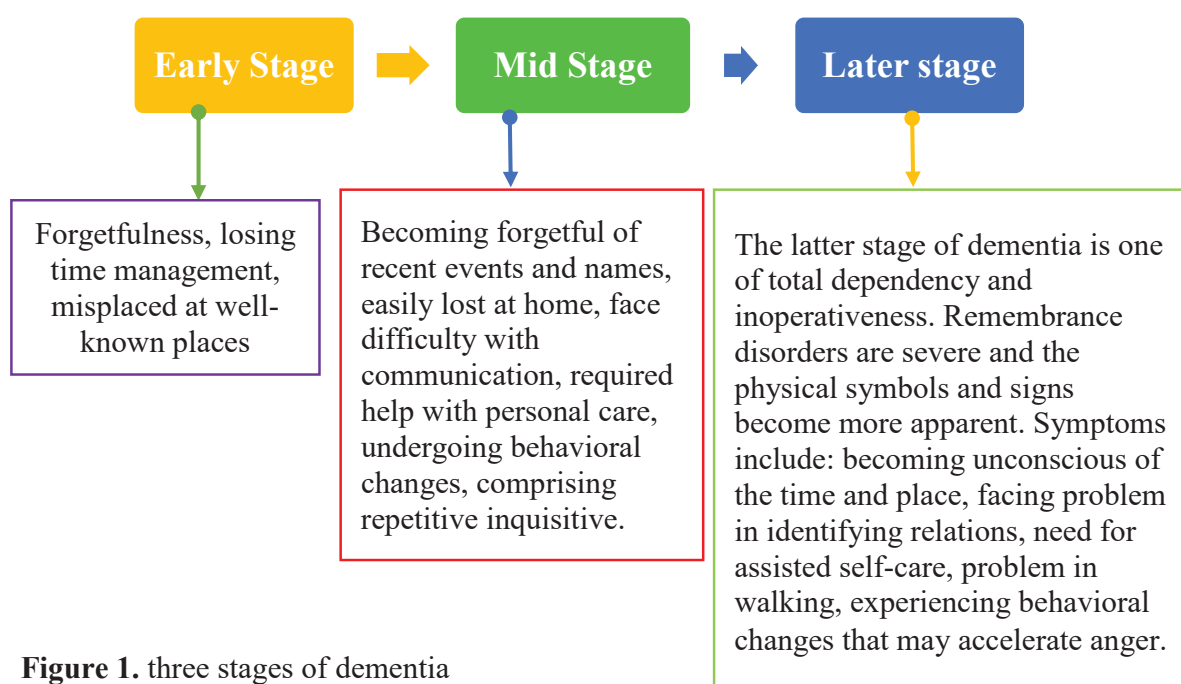 Early Stage
Mid Stage
Later stage
Forgetfulness, losing
time management,
misplaced at well-
known places
Becoming forgetful of
recent events and names,
easily lost at home, face
difficulty with
communication, required
help with personal care,
undergoing behavioral
changes, comprising
repetitive inquisitive.
The latter stage of dementia is one
of total dependency and
inoperativeness. Remembrance
disorders are severe and the
physical symbols and signs
become more apparent. Symptoms
include: becoming unconscious of
the time and place, facing problem
in identifying relations, need for
assisted self-care, problem in
walking, experiencing behavioral
changes that may accelerate anger.
Figure 1. three stages of dementia